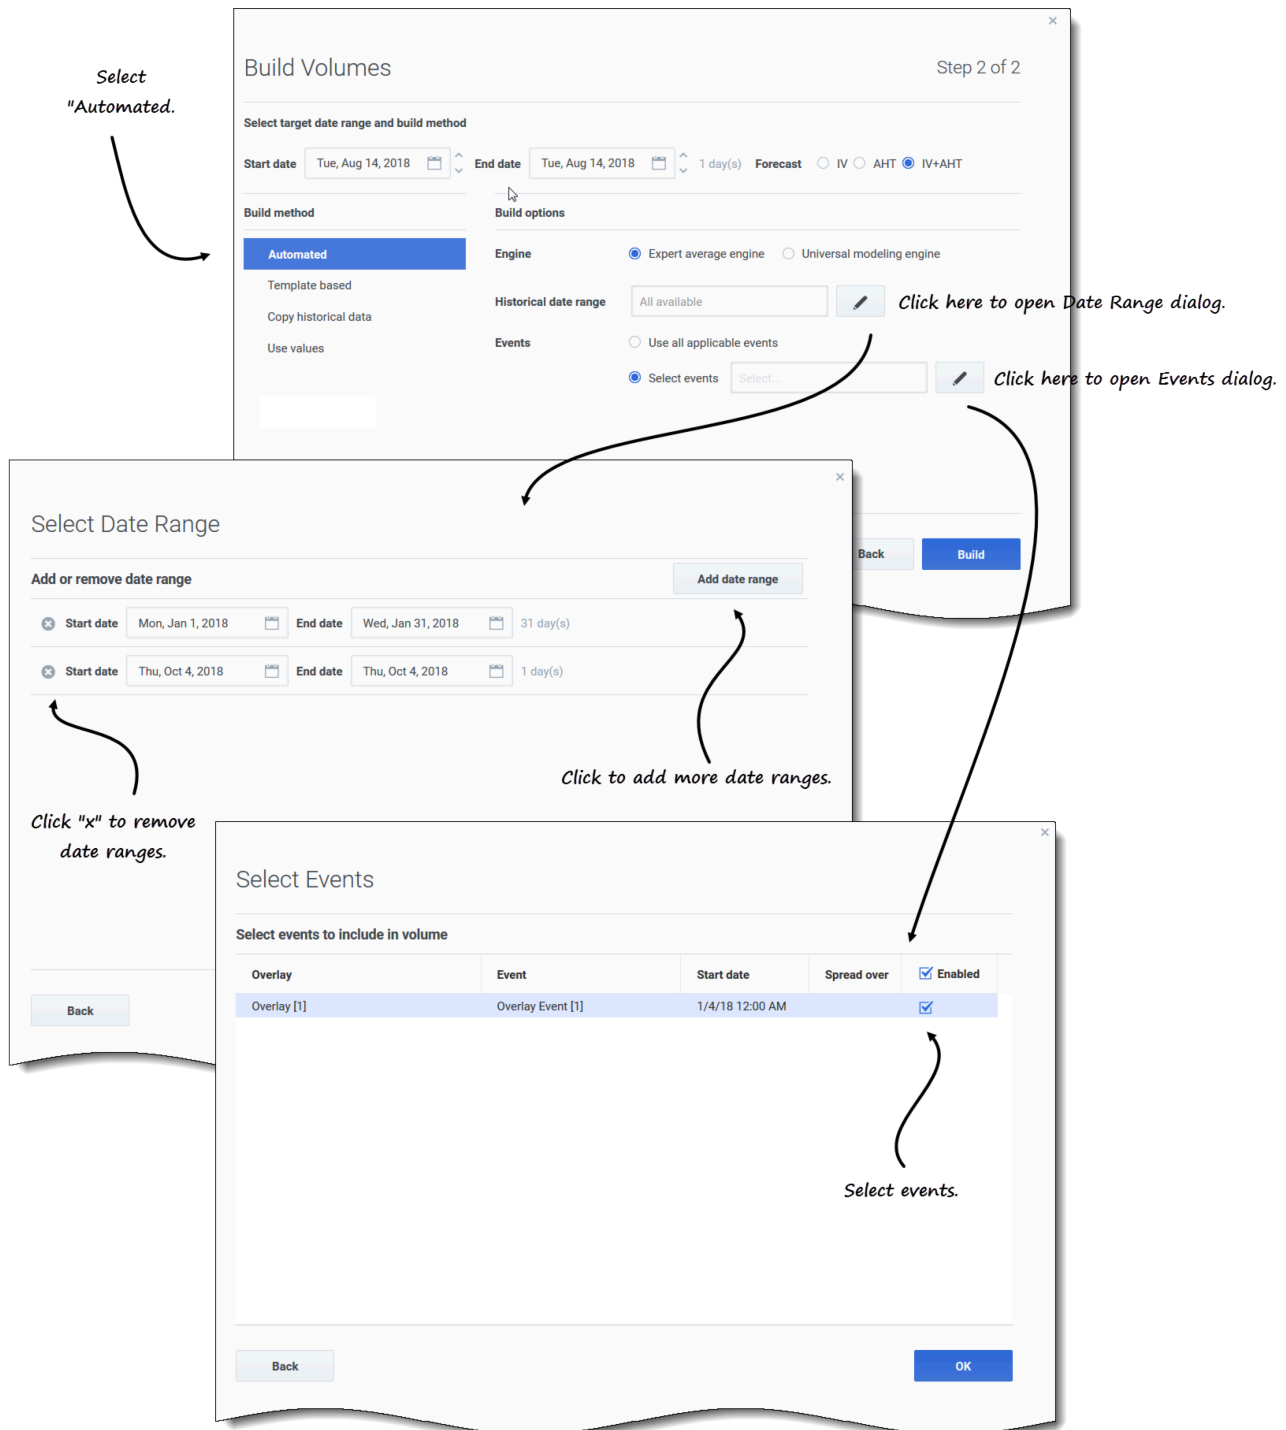 Select
"Automated.
Build Volumes
Step 2 of 2
Select target date range and build method
Start date Tue, Aug 14, 2018 End date Tue, Aug 14, 2018 1 day(s) Forecast IV AHT IV+AHT
Build method
Build options
Automated
Template based
Copy historical data
Use values
Engine Expert average engine Universal modeling engine
Historical date range All available
Click here to open Date Range dialog.
Events Use all applicable events
Select events Select...
Click here to open Events dialog.
Back Build
Select Date Range
Add or remove date range
Add date range
Start date Mon, Jan 1, 2018 End date Wed, Jan 31, 2018 31 day(s)
Start date Thu, Oct 4, 2018 End date Thu, Oct 4, 2018 1 day(s)
Click to add more date ranges.
Click "x" to remove
date ranges.
Back
Select Events
Select events to include in volume
Overlay Event Start date Spread over Enabled
Overlay [1] Overlay Event [1] 1/4/18 12:00 AM
Select events.
Back OK